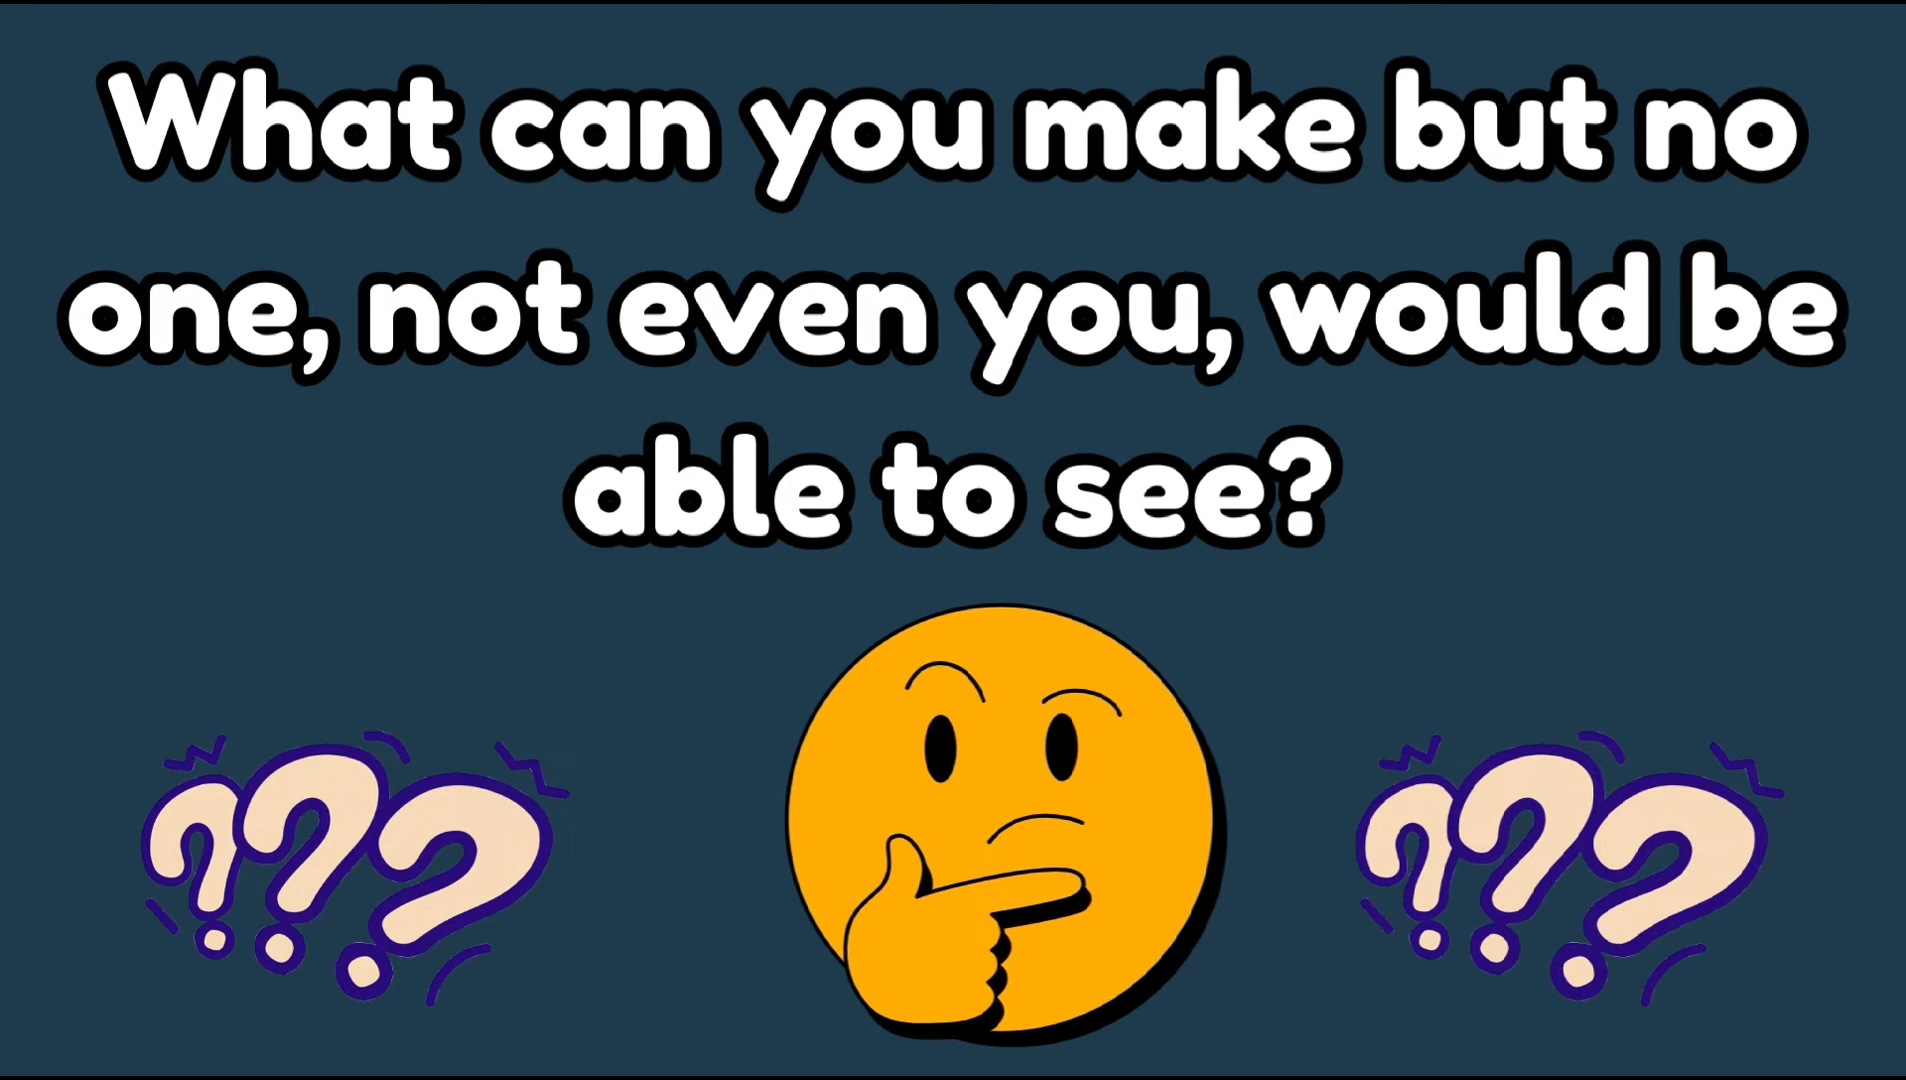 What can you make but no
one, not even you, would be
able to see?